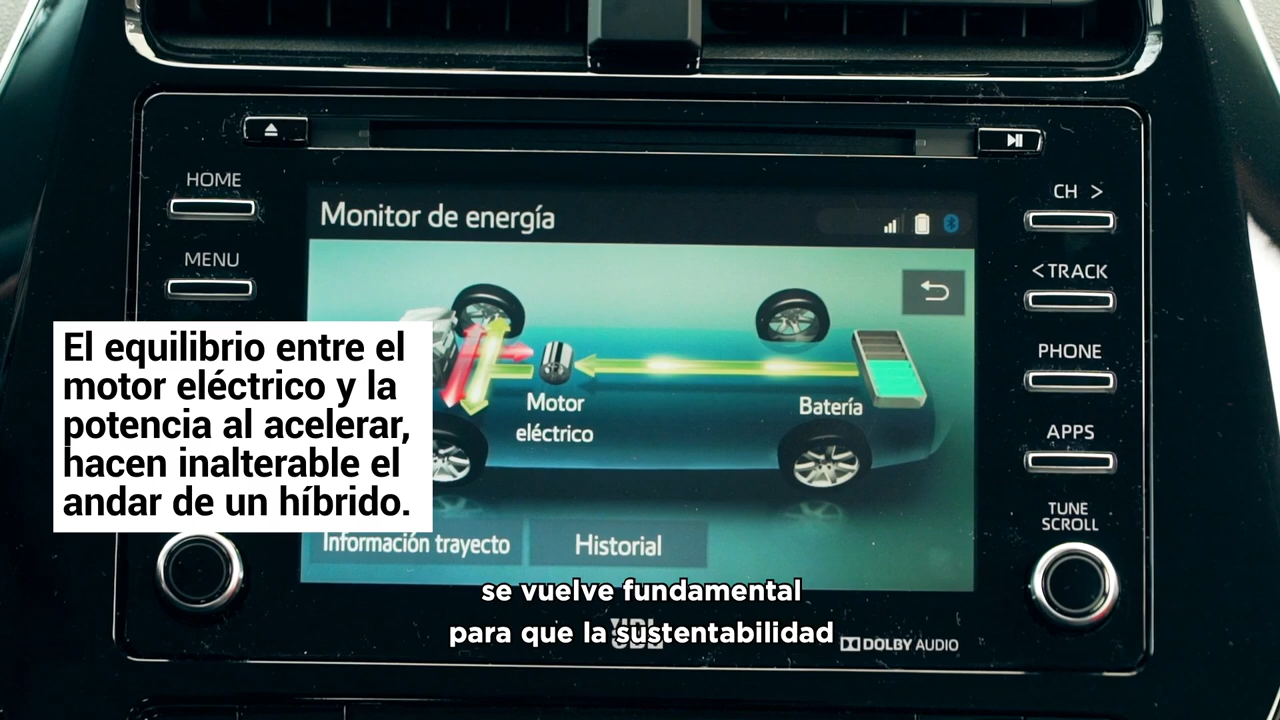 HOME
MENU
CH >
< TRACK
PHONE
APPS
TUNE
SCROLL
Monitor de energía
Motor
eléctrico
Batería
Información trayecto
Historial
El equilibrio entre el
motor eléctrico y la
potencia al acelerar,
hacen inalterable el
andar de un híbrido.
se vuelve fundamental
para que la sustentabilidad
JBL
DOLBY AUDIO